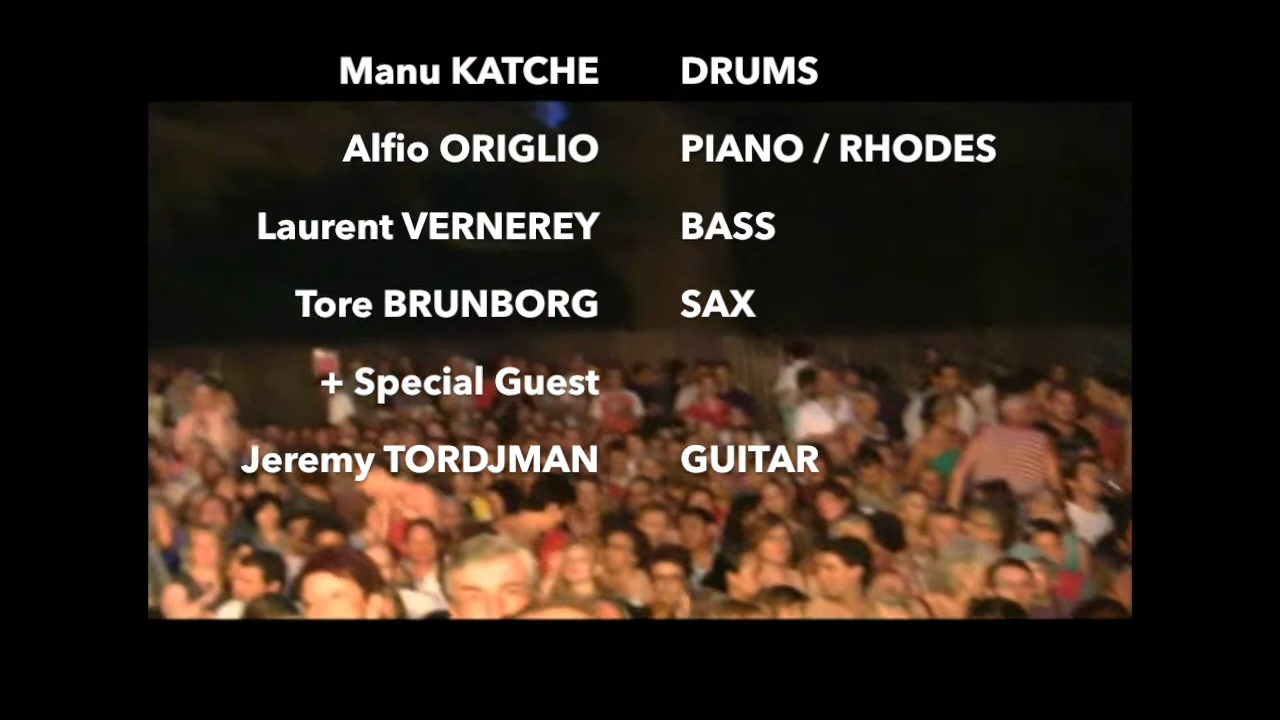 Manu KATCHE DRUMS
Alfio ORIGLIO PIANO / RHODES
Laurent VERNEREY BASS
Tore BRUNBORG SAX
+ Special Guest
Jeremy TORDJMAN GUITAR